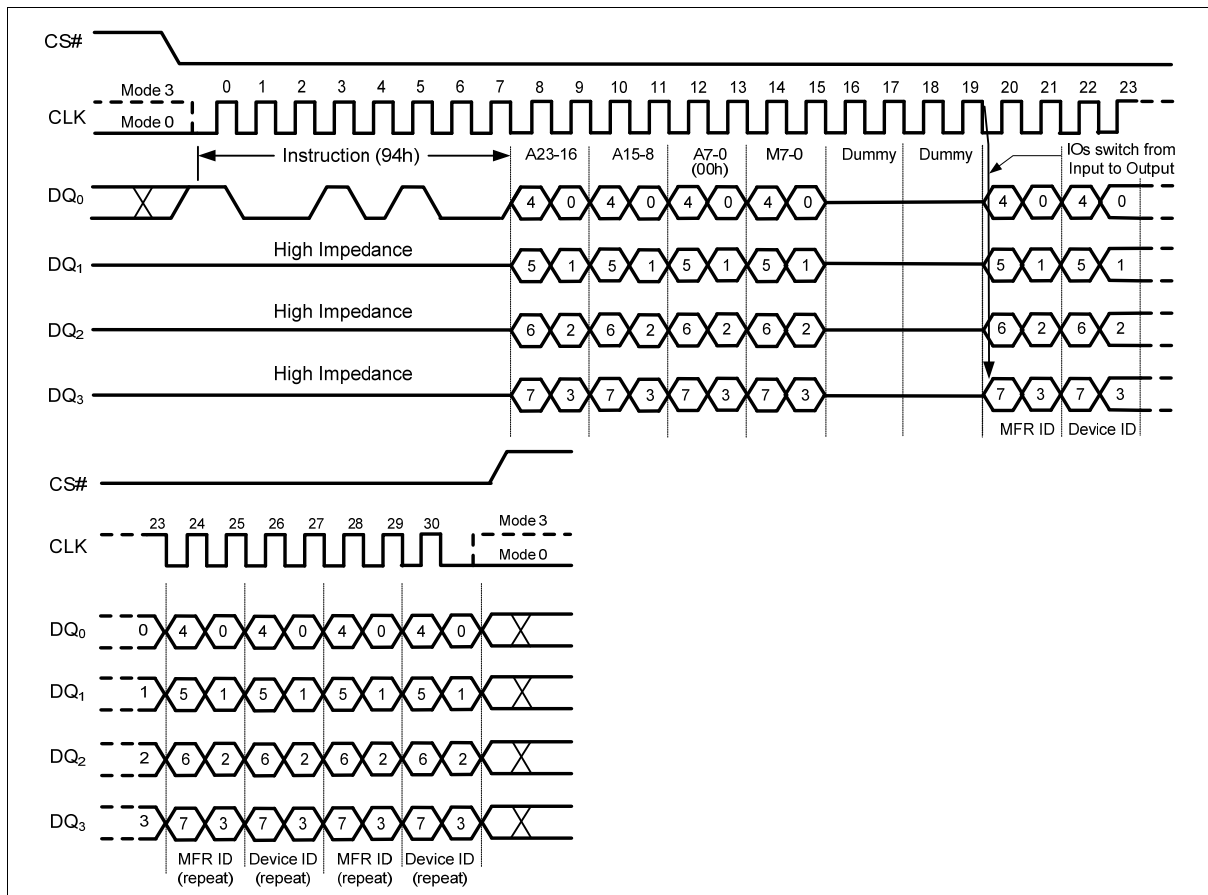 CS#
0 1 2 3 4 5 6 7 8 9 10 11 12 13 14 15 16 17 18 19 20 21 22 23
Mode 3
CLK
Mode 0
Instruction (94h) A23-16 A15-8 A7-0 M7-0 Dummy Dummy IOs switch from
(00h) Input to Output
DQ0 4 0 4 0 4 0 4 0 4 0 4 0
High Impedance
DQ1 5 1 5 1 5 1 5 1 5 1 5 1
High Impedance
DQ2 6 2 6 2 6 2 6 2 6 2 6 2
High Impedance
DQ3 7 3 7 3 7 3 7 3 7 3 7 3
MFR ID Device ID
CS#
23 24 25 26 27 28 29 30 Mode 3
CLK
Mode 0
DQ0 0 4 0 4 0 4 0 4 0
DQ1 1 5 1 5 1 5 1 5 1
DQ2 2 6 2 6 2 6 2 6 2
DQ3 3 7 3 7 3 7 3 7 3
MFR ID Device ID MFR ID Device ID
(repeat) (repeat) (repeat) (repeat)